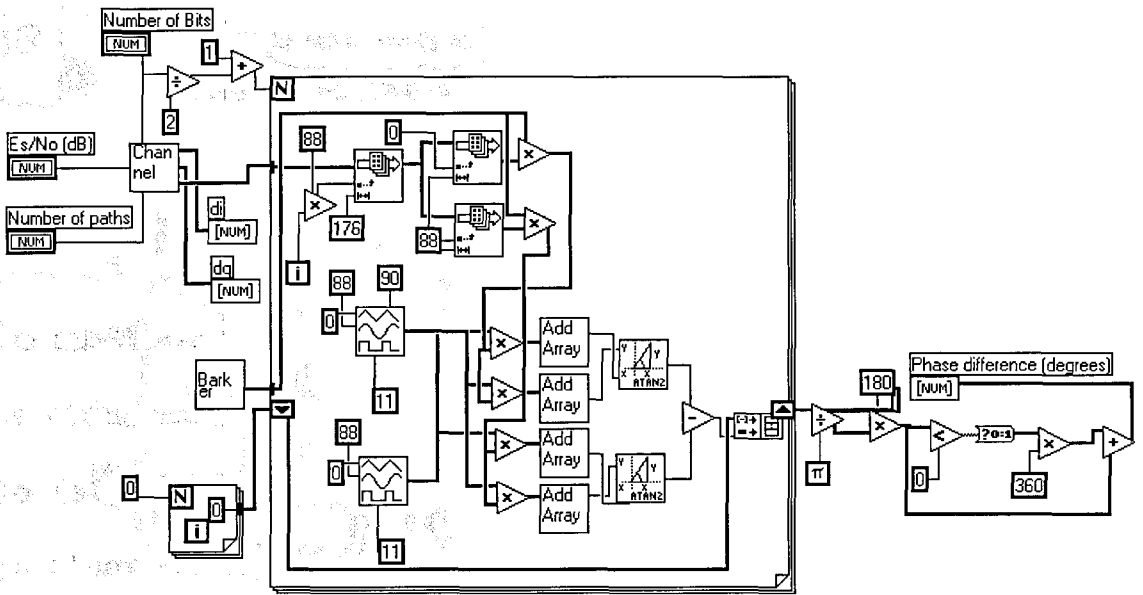 Number of Bits
NUM
1
+
÷
2
N
Es/No (dB)
NUM
Chan
nel
Number of paths
NUM
di
[NUM]
dq
[NUM]
88
0
×
×
176
88
×
i
88
90
0
11
×
×
Add
Array
Add
Array
Y
X
X
ATAN2
Bark
er
88
0
11
×
×
Add
Array
Add
Array
Y
X
X
ATAN2
-
0
N
0
i
180
÷
×
π
<
0
?0:1
×
360
+
Phase difference (degrees)
[NUM]